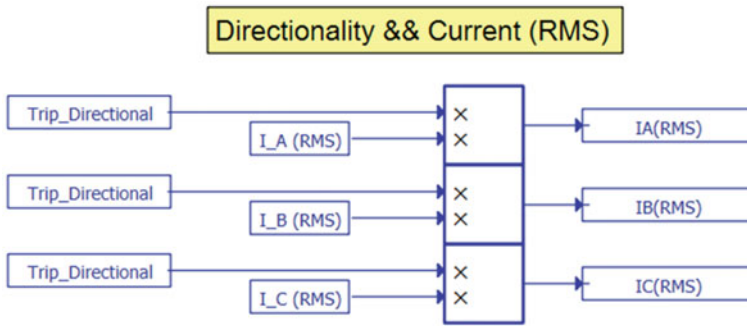 Directionality && Current (RMS)
Trip_Directional
I_A (RMS)
×
×
IA(RMS)
Trip_Directional
I_B (RMS)
×
×
IB(RMS)
Trip_Directional
I_C (RMS)
×
×
IC(RMS)